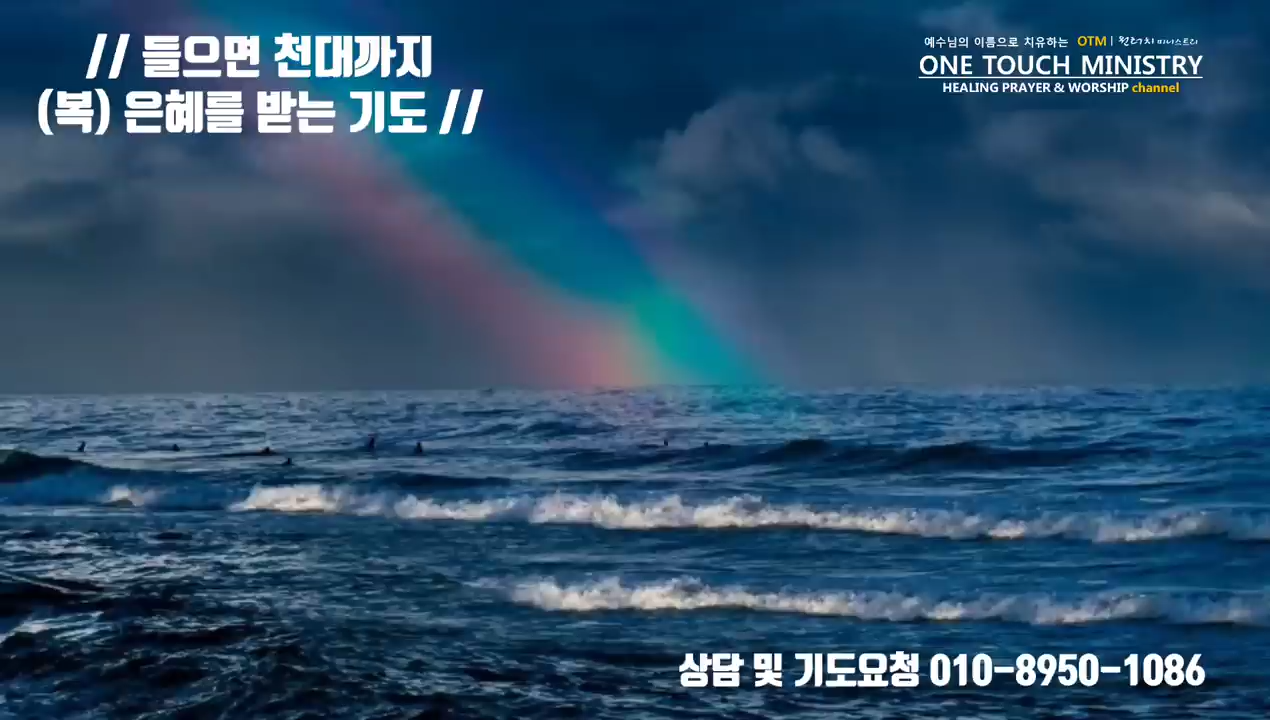 // 들으면 천대까지
(복) 은혜를 받는 기도 //
예수님의 이름으로 치유하는 OTM | 원터치 미니스트리
ONE TOUCH MINISTRY
HEALING PRAYER & WORSHIP channel
상담 및 기도요청 010-8950-1086